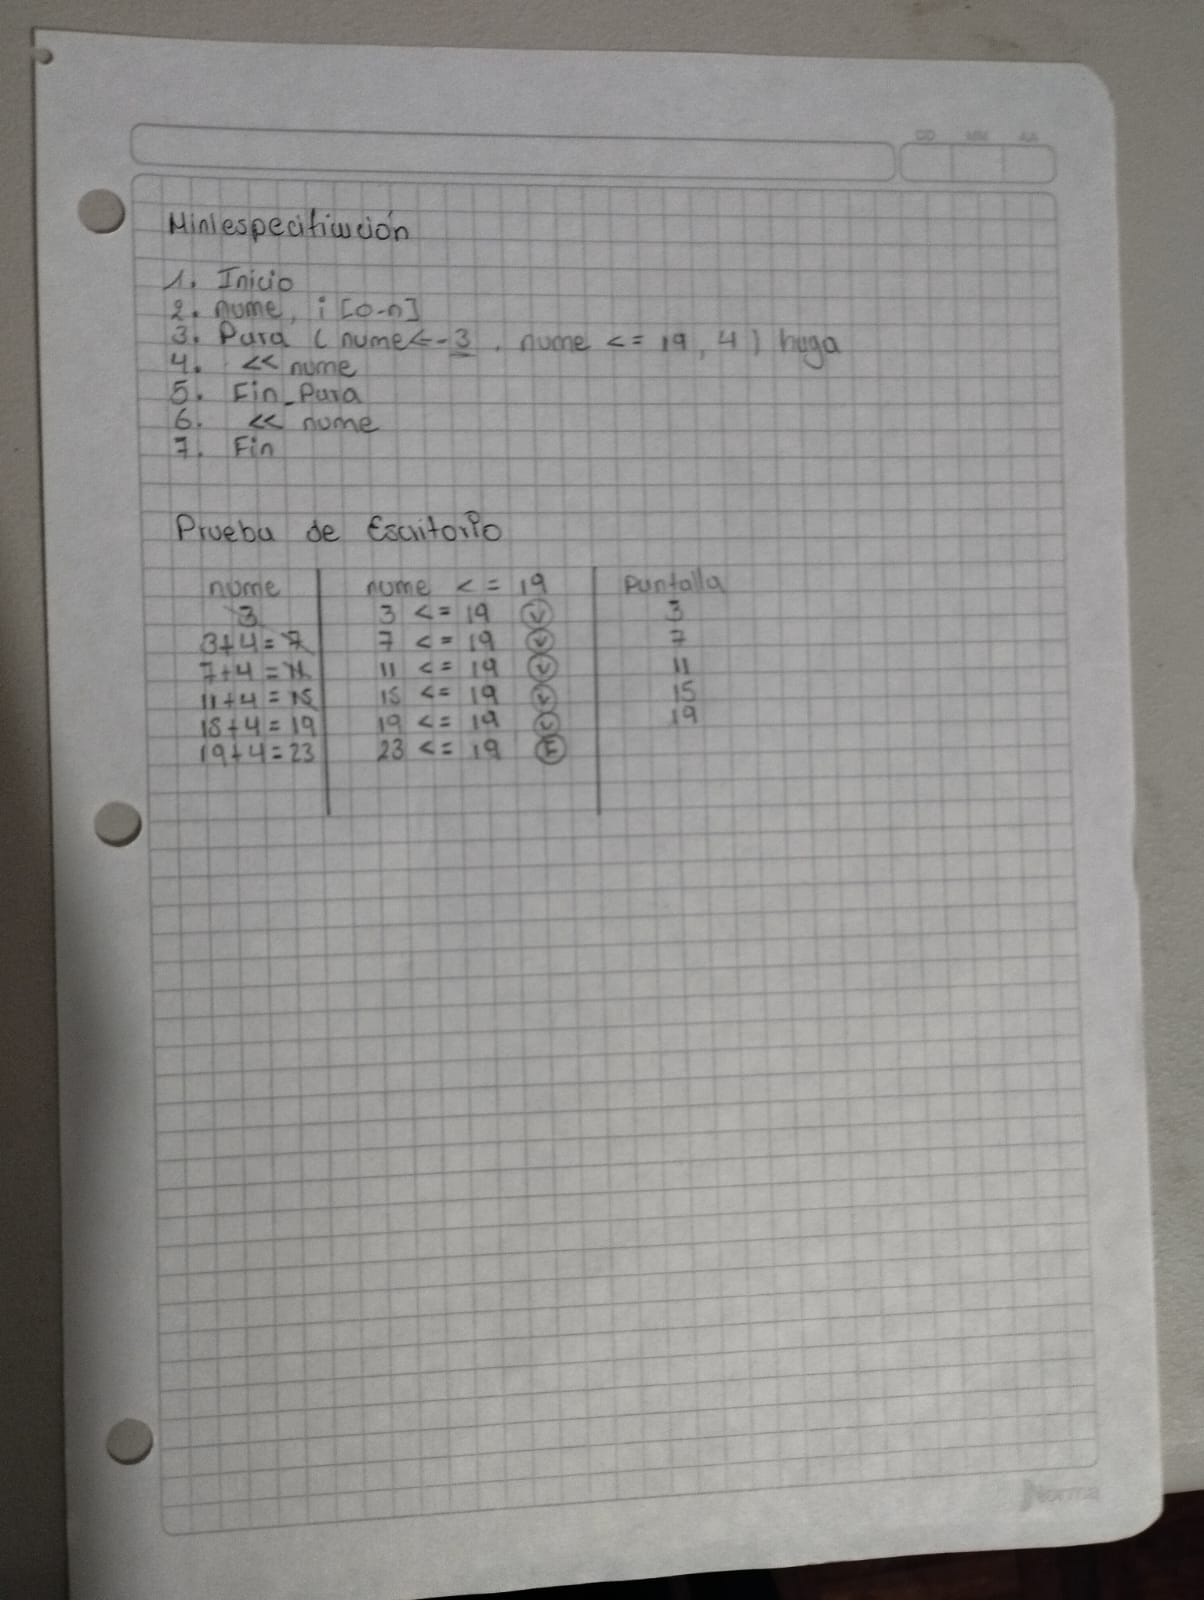 DD MM AA
Miniespecificación
1. Inicio
2. nume, i [0-n]
3. Para ( nume <- 3, nume <= 19, 4 ) haga
4. << nume
5. Fin_Para
6. << nume
7. Fin
Prueba de Escritorio
nume nume <= 19 Pantalla
3 3 <= 19 V 3
3+4=7 7 <= 19 V 7
7+4=11 11 <= 19 V 11
11+4=15 15 <= 19 V 15
15+4=19 19 <= 19 V 19
19+4=23 23 <= 19 F
Norma